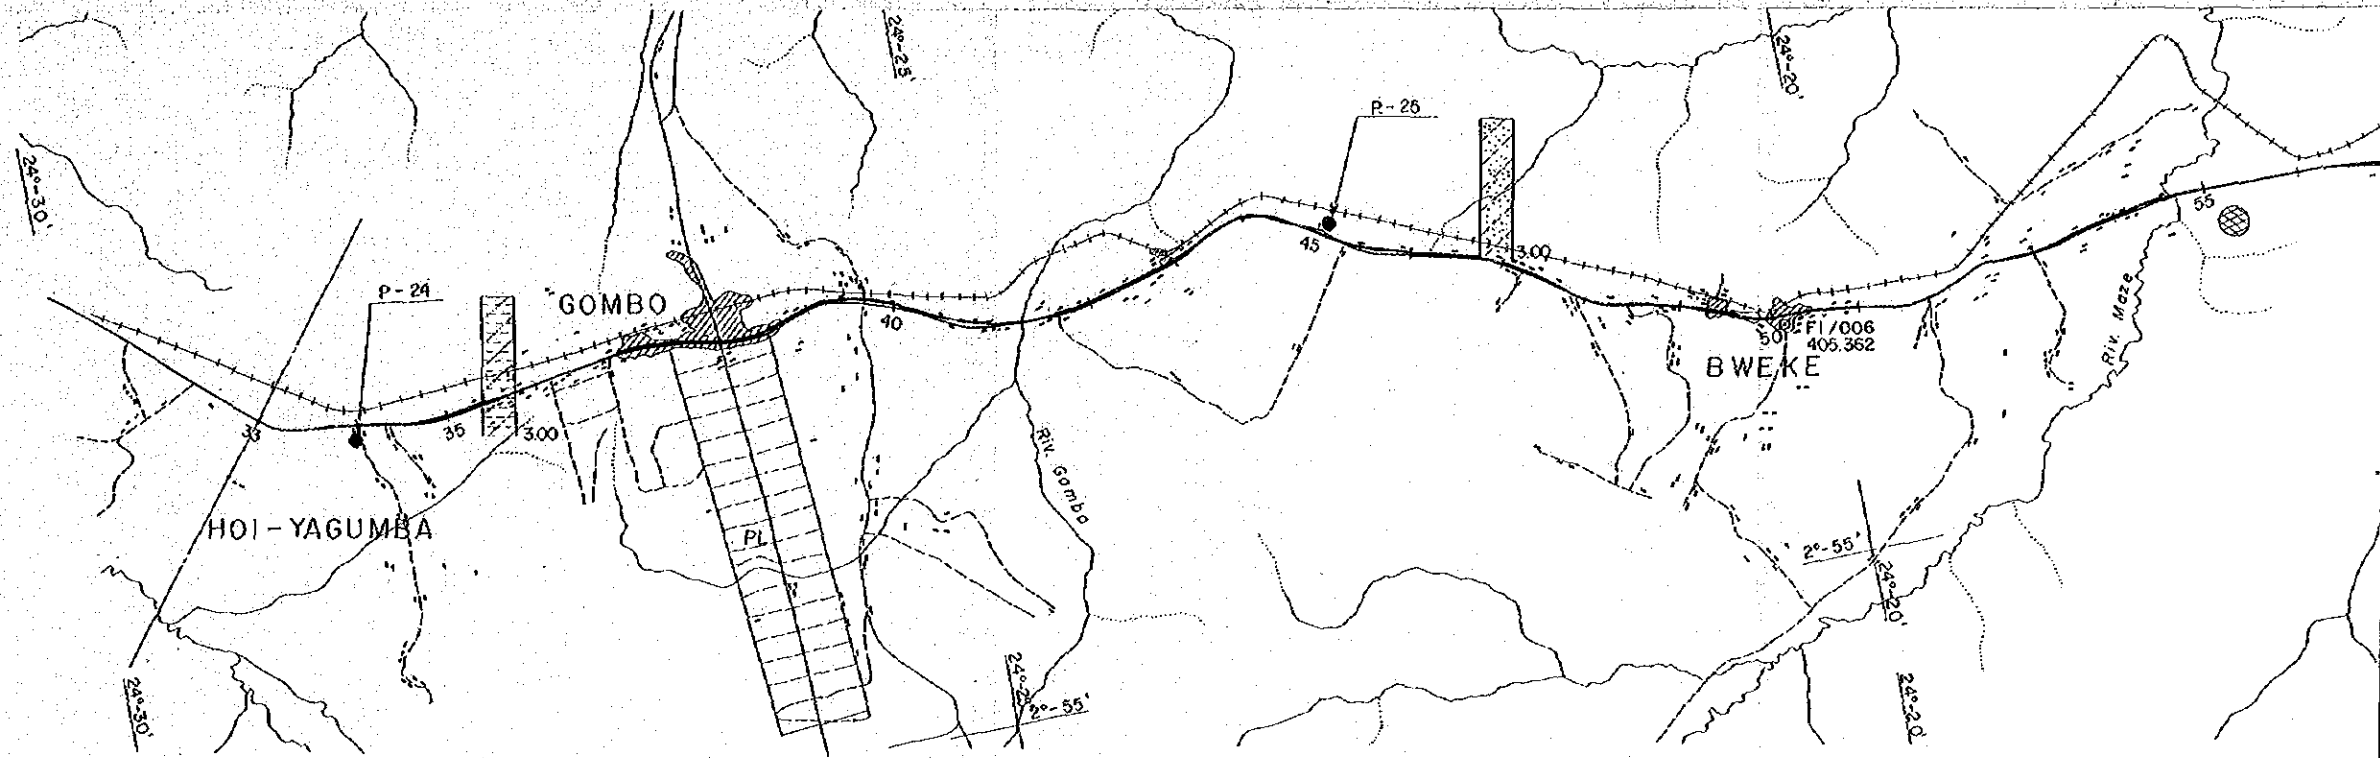 24°-25'
24°-20'
P-25
24°-30'
55
45
3.00
P-24
GOMBO
40
Riv. Maze
50
FI/006
405.362
BWEKE
33
35
3.00
Riv. Gombo
HOI-YAGUMBA
PL
2°-55'
24°-20'
24°-30'
2°-55'
24°-20'